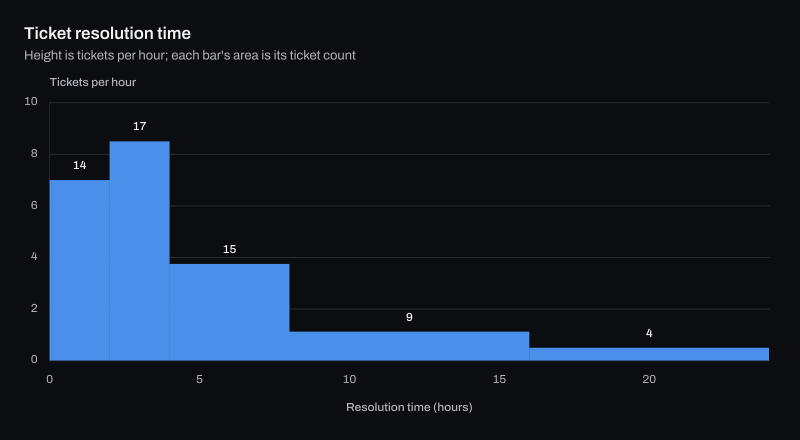 Ticket resolution time
Height is tickets per hour; each bar's area is its ticket count
Tickets per hour
10
8
6
4
2
0
14
17
15
9
4
0 5 10 15 20
Resolution time (hours)